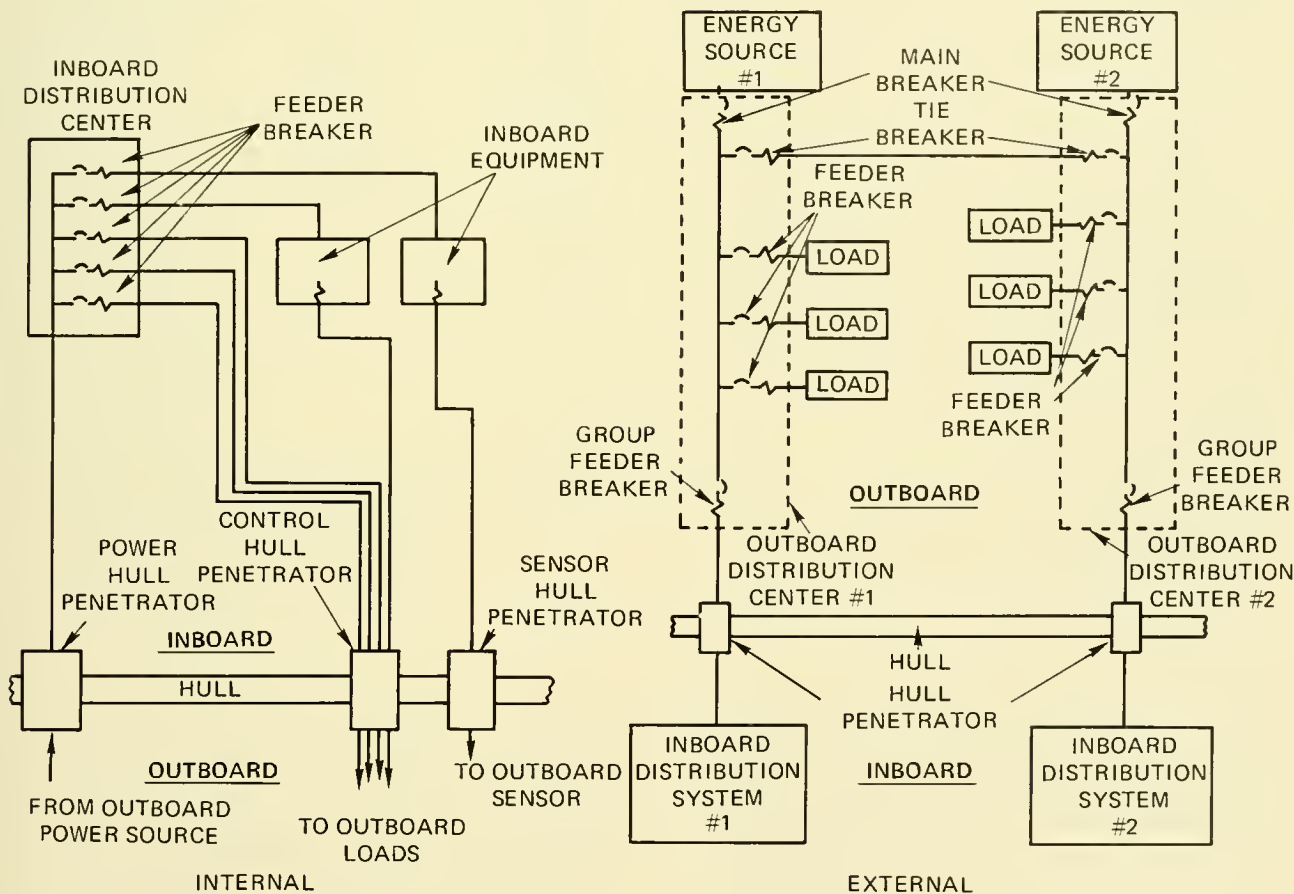 INBOARD
DISTRIBUTION
CENTER
FEEDER
BREAKER
INBOARD
EQUIPMENT
CONTROL
HULL
PENETRATOR
POWER
HULL
PENETRATOR
SENSOR
HULL
PENETRATOR
INBOARD
HULL
OUTBOARD
FROM OUTBOARD
POWER SOURCE
TO OUTBOARD
LOADS
TO OUTBOARD
SENSOR
INTERNAL
ENERGY
SOURCE
#1
ENERGY
SOURCE
#2
MAIN
BREAKER
TIE
BREAKER
FEEDER
BREAKER
LOAD
LOAD
LOAD
LOAD
LOAD
LOAD
FEEDER
BREAKER
GROUP
FEEDER
BREAKER
GROUP
FEEDER
BREAKER
OUTBOARD
OUTBOARD
DISTRIBUTION
CENTER #1
OUTBOARD
DISTRIBUTION
CENTER #2
HULL
HULL
PENETRATOR
INBOARD
DISTRIBUTION
SYSTEM
#1
INBOARD
INBOARD
DISTRIBUTION
SYSTEM
#2
EXTERNAL